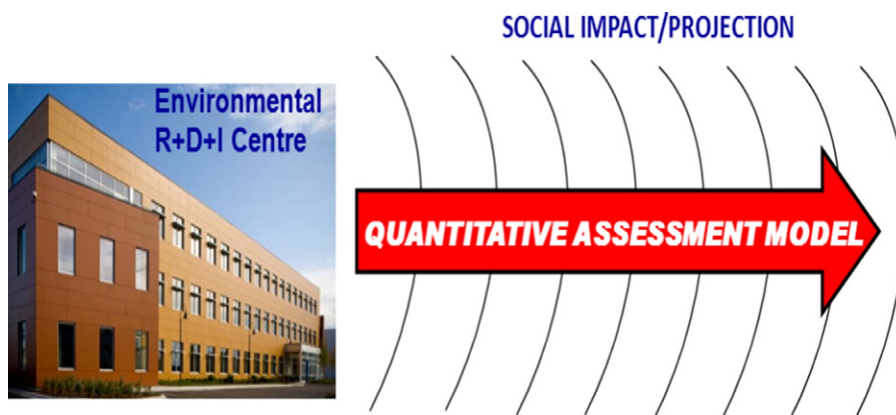 SOCIAL IMPACT/PROJECTION
Environmental
R+D+I Centre
QUANTITATIVE ASSESSMENT MODEL